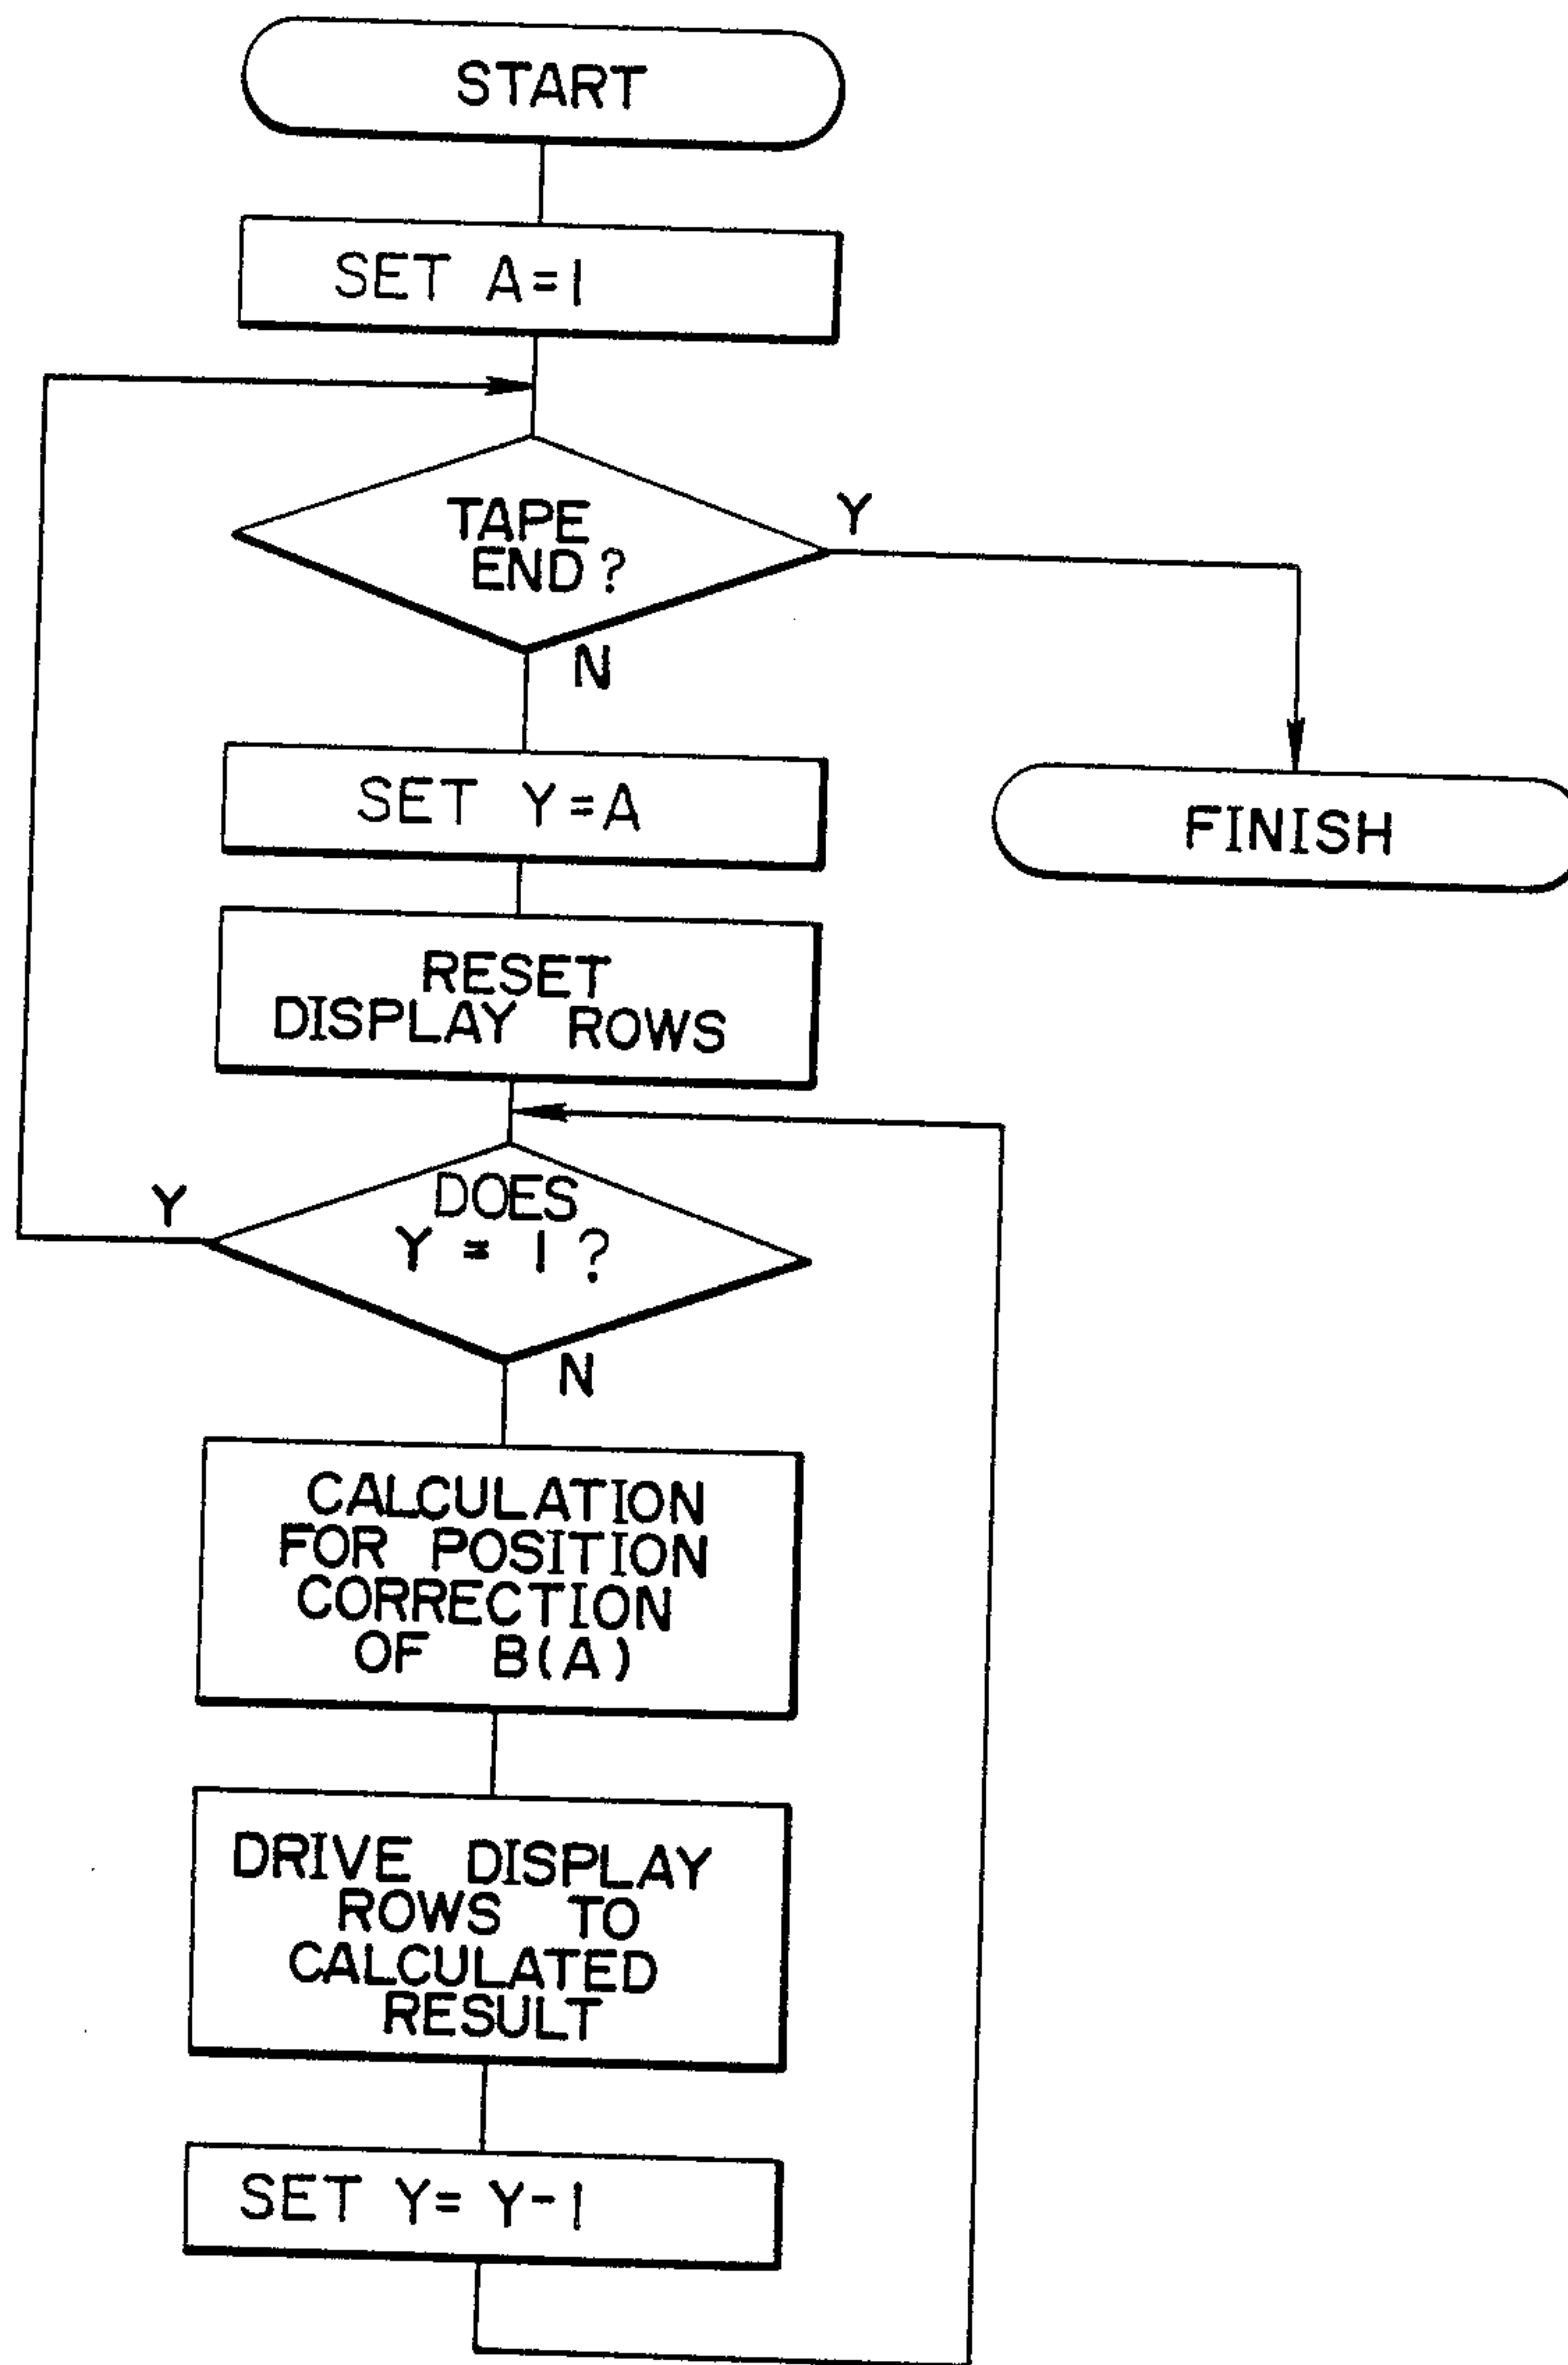 START
SET A=1
TAPE
END?
Y
N
SET Y=A
FINISH
RESET
DISPLAY ROWS
DOES
Y = 1 ?
Y
N
CALCULATION
FOR POSITION
CORRECTION
OF B(A)
DRIVE DISPLAY
ROWS TO
CALCULATED
RESULT
SET Y= Y-1